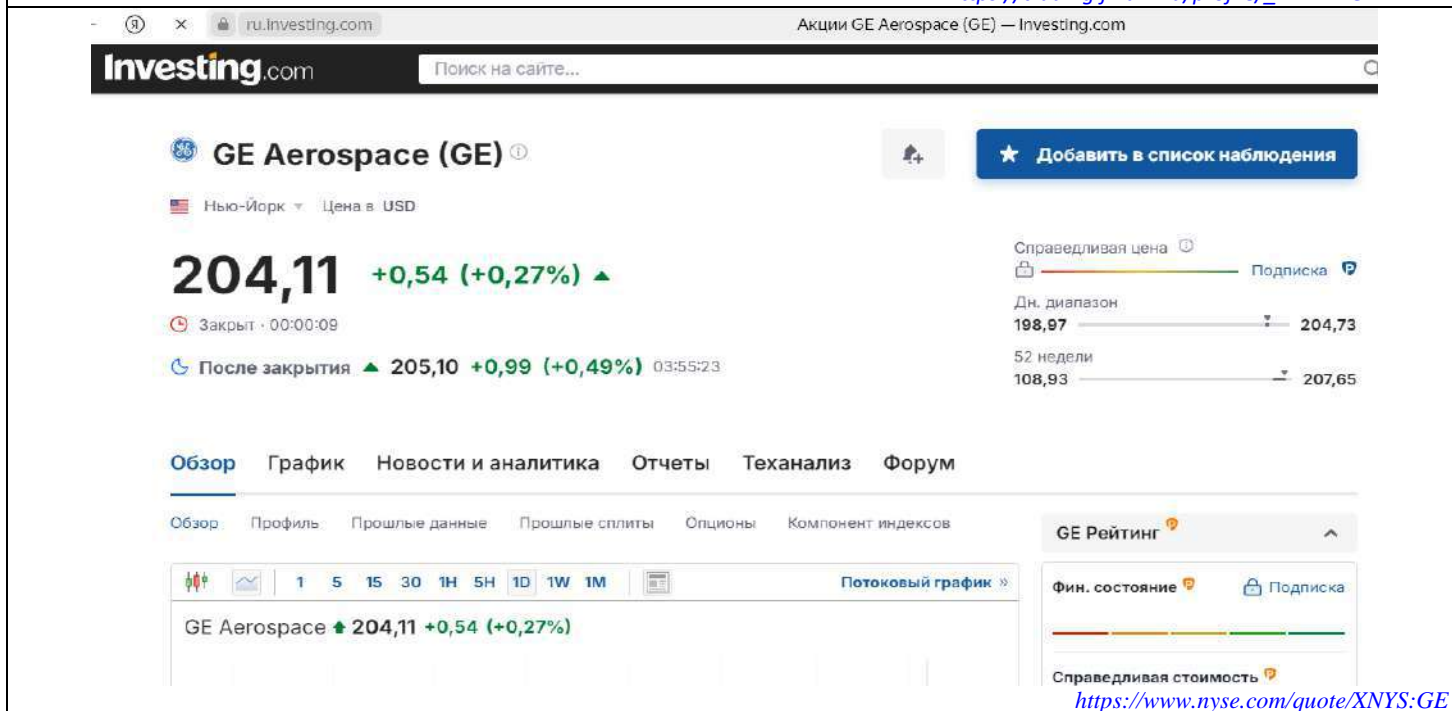 ru.investing.com Акции GE Aerospace (GE) — Investing.com
Investing.com Поиск на сайте...
GE Aerospace (GE)
Добавить в список наблюдения
Нью-Йорк Цена в USD
204,11 +0,54 (+0,27%)
Закрыт · 00:00:09
После закрытия 205,10 +0,99 (+0,49%) 03:55:23
Справедливая цена
Подписка
Дн. диапазон
198,97 204,73
52 недели
108,93 207,65
Обзор График Новости и аналитика Отчеты Теханализ Форум
Обзор Профиль Прошлые данные Прошлые сплиты Опционы Компонент индексов
1 5 15 30 1H 5H 1D 1W 1M Потоковый график »
GE Aerospace 204,11 +0,54 (+0,27%)
GE Рейтинг
Фин. состояние Подписка
Справедливая стоимость
https://www.nyse.com/quote/XNYS:GE